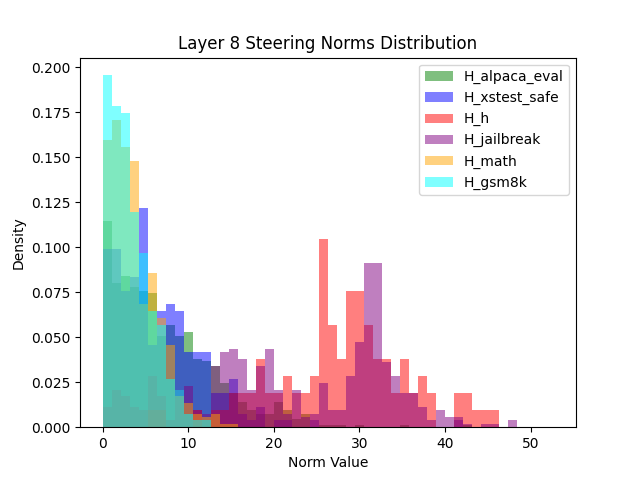 Layer 8 Steering Norms Distribution
0.200
0.175
0.150
0.125
0.100
0.075
0.050
0.025
0.000
Density
H_alpaca_eval
H_xstest_safe
H_h
H_jailbreak
H_math
H_gsm8k
0 10 20 30 40 50
Norm Value